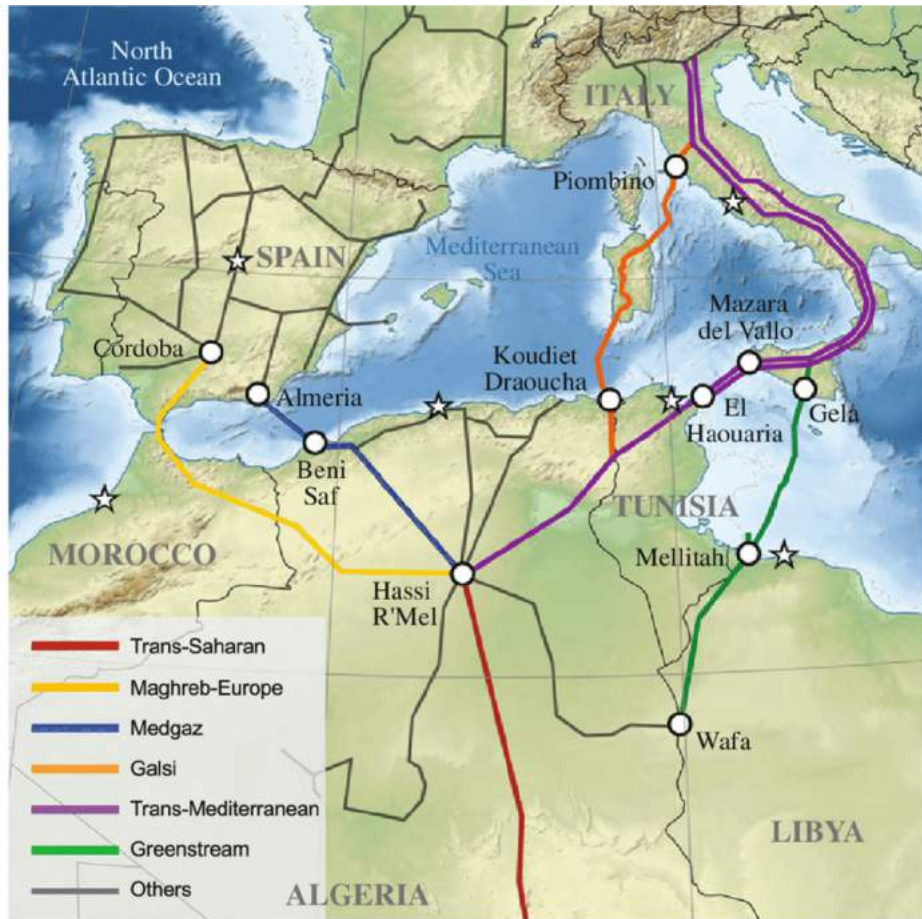 North
Atlantic Ocean
ITALY
Piombino
SPAIN
Mediterranean
Sea
Mazara
del Vallo
Cordoba
Koudiet
Draoucha
Almeria
El
Haouaria
Gela
Beni
Saf
TUNISIA
MOROCCO
Mellitah
Hassi
R'Mel
Wafa
LIBYA
ALGERIA
Trans-Saharan
Maghreb-Europe
Medgaz
Galsi
Trans-Mediterranean
Greenstream
Others